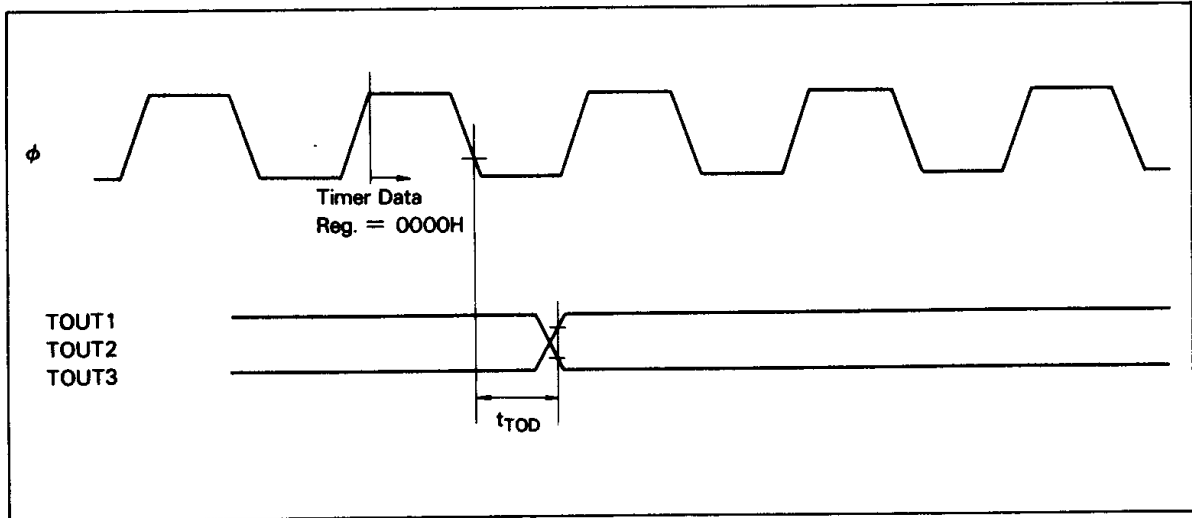 ϕ
Timer Data
Reg. = 0000H
TOUT1
TOUT2
TOUT3
tTOD